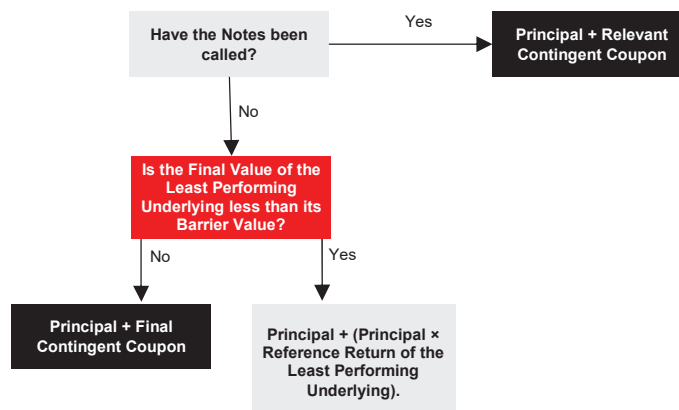 Have the Notes been
called?
Yes
Principal + Relevant
Contingent Coupon
No
Is the Final Value of the
Least Performing
Underlying less than its
Barrier Value?
No
Yes
Principal + Final
Contingent Coupon
Principal + (Principal ×
Reference Return of the
Least Performing
Underlying).